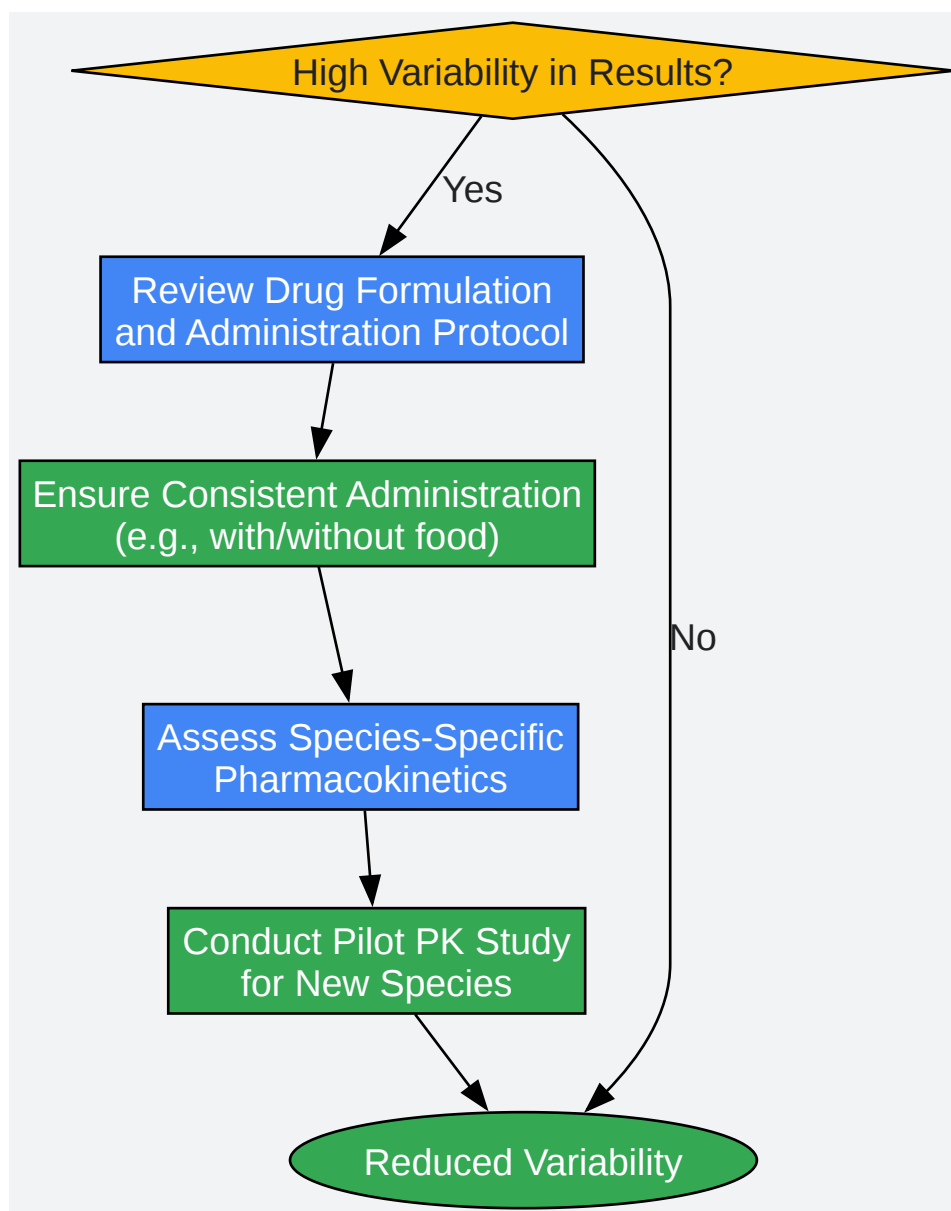 High Variability in Results?
Yes
Review Drug Formulation
and Administration Protocol
Ensure Consistent Administration
(e.g., with/without food)
No
Assess Species-Specific
Pharmacokinetics
Conduct Pilot PK Study
for New Species
Reduced Variability